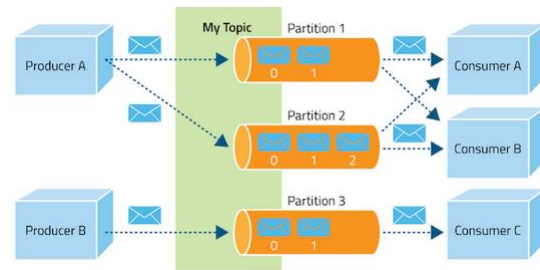 My Topic
Partition 1
Producer A
0 1
Consumer A
Partition 2
0 1 2
Consumer B
Partition 3
Producer B
0 1
Consumer C